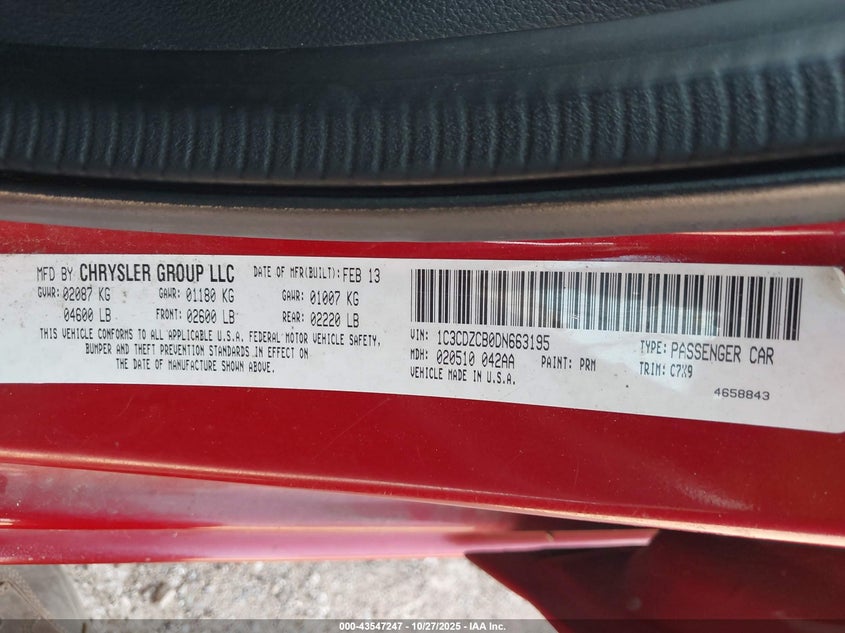 MFD BY CHRYSLER GROUP LLC DATE OF MFR(BUILT): FEB 13
GVWR: 02087 KG GAWR: 01180 KG GAWR: 01007 KG
04600 LB FRONT: 02600 LB REAR: 02220 LB
THIS VEHICLE CONFORMS TO ALL APPLICABLE U.S.A. FEDERAL MOTOR VEHICLE SAFETY,
BUMPER AND THEFT PREVENTION STANDARDS IN EFFECT ON
THE DATE OF MANUFACTURE SHOWN ABOVE.
VIN: 1C3CDZCB0DN663195 TYPE: PASSENGER CAR
MDH: 020510 042AA PAINT: PRM TRIM: C7X9
VEHICLE MADE IN U.S.A.
4658843
000-43547247 - 10/27/2025 - IAA Inc.